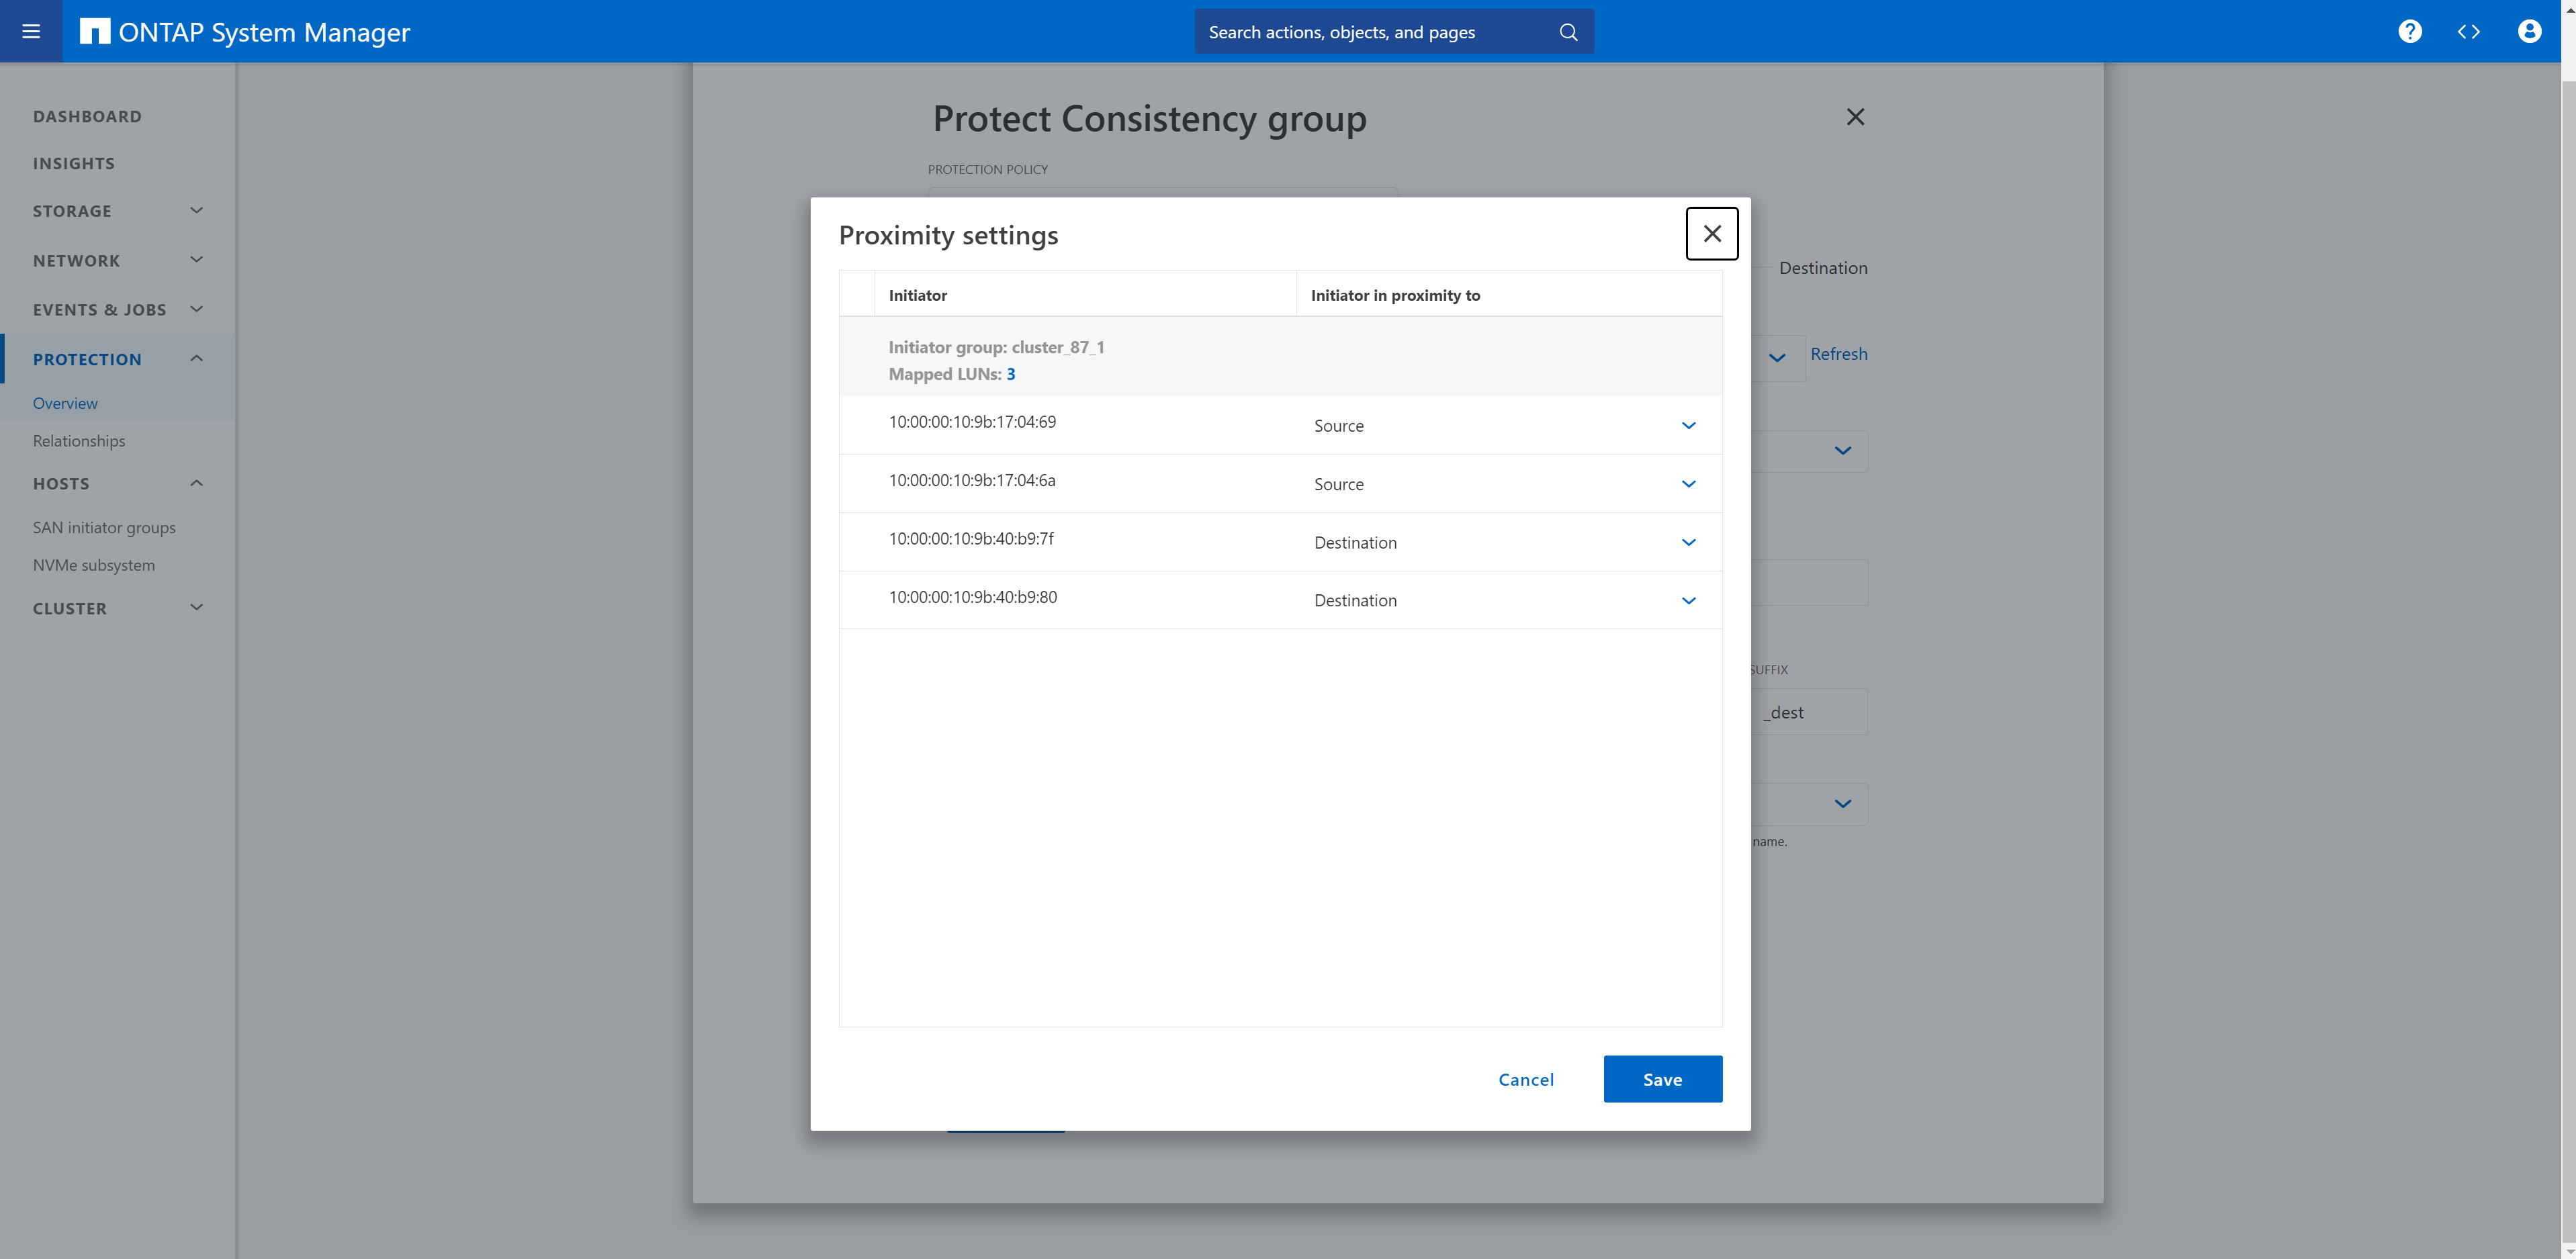 ONTAP System Manager
Search actions, objects, and pages
DASHBOARD
INSIGHTS
STORAGE
NETWORK
EVENTS & JOBS
PROTECTION
Overview
Relationships
HOSTS
SAN initiator groups
NVMe subsystem
CLUSTER
Protect Consistency group
PROTECTION POLICY
Destination
Refresh
SUFFIX
_dest
name.
Proximity settings
Initiator
Initiator in proximity to
Initiator group: cluster_87_1
Mapped LUNs: 3
10:00:00:10:9b:17:04:69 Source
10:00:00:10:9b:17:04:6a Source
10:00:00:10:9b:40:b9:7f Destination
10:00:00:10:9b:40:b9:80 Destination
Cancel
Save